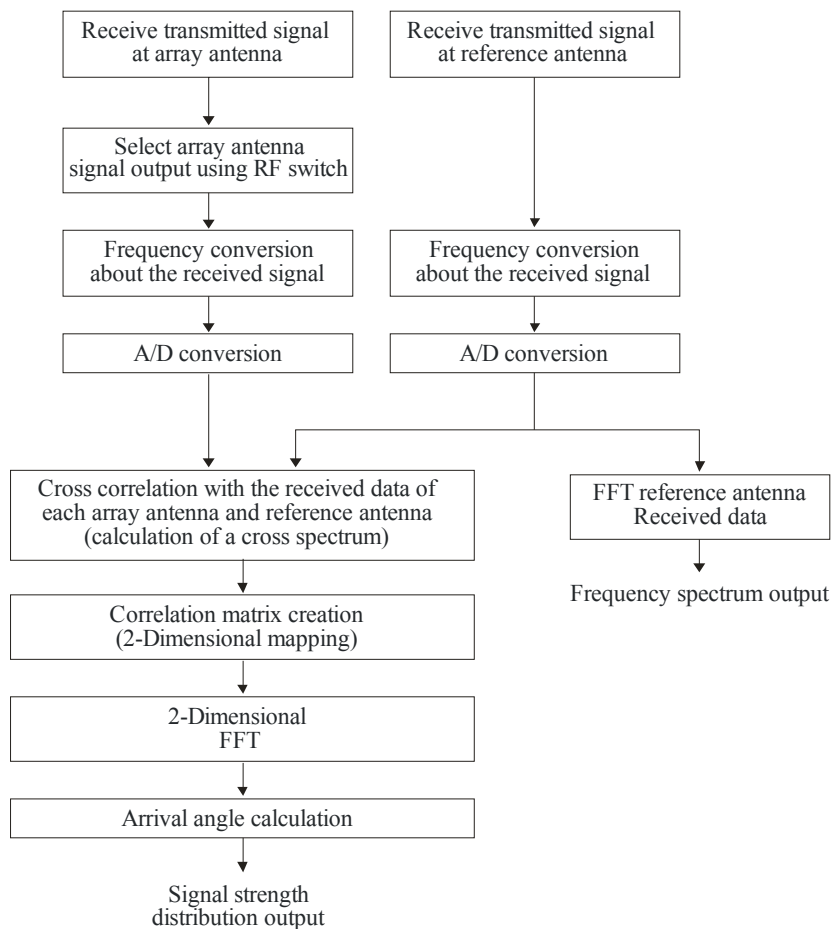 Receive transmitted signal
at array antenna
Receive transmitted signal
at reference antenna
Select array antenna
signal output using RF switch
Frequency conversion
about the received signal
Frequency conversion
about the received signal
A/D conversion
A/D conversion
Cross correlation with the received data of
each array antenna and reference antenna
(calculation of a cross spectrum)
FFT reference antenna
Received data
Frequency spectrum output
Correlation matrix creation
(2-Dimensional mapping)
2-Dimensional
FFT
Arrival angle calculation
Signal strength
distribution output